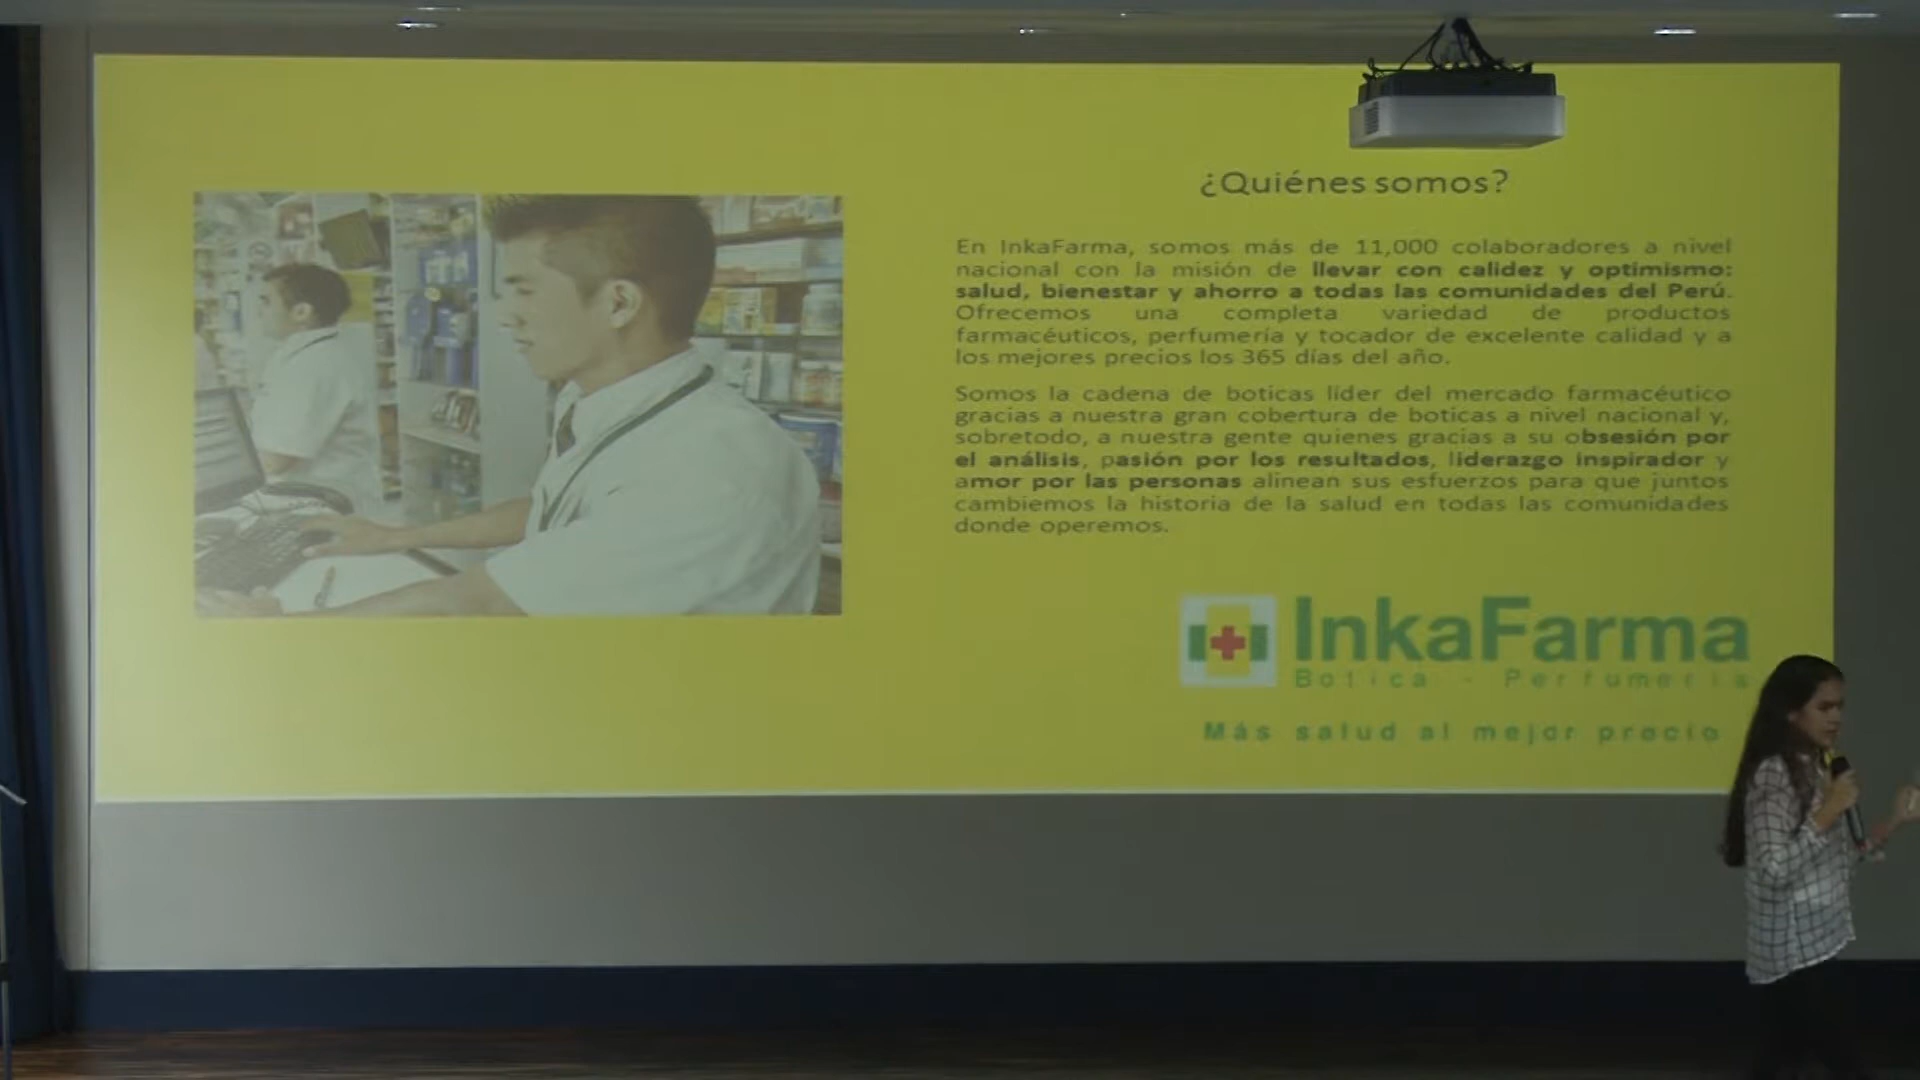 ¿Quiénes somos?
En InkaFarma, somos más de 11,000 colaboradores a nivel
nacional con la misión de llevar con calidez y optimismo:
salud, bienestar y ahorro a todas las comunidades del Perú.
Ofrecemos una completa variedad de productos
farmacéuticos, perfumería y tocador de excelente calidad y a
los mejores precios los 365 días del año.
Somos la cadena de boticas líder del mercado farmacéutico
gracias a nuestra gran cobertura de boticas a nivel nacional y,
sobretodo, a nuestra gente quienes gracias a su obsesión por
el análisis, pasión por los resultados, liderazgo inspirador y
amor por las personas alinean sus esfuerzos para que juntos
cambiemos la historia de la salud en todas las comunidades
donde operemos.
InkaFarma
Botica - Perfumería
Más salud al mejor precio